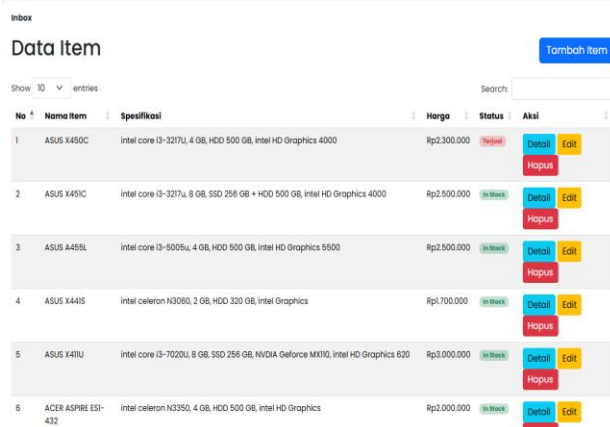 Inbox
Data Item
Tambah Item
Show 10 entries
Search:
No Nama Item Spesifikasi Harga Status Aksi
1 ASUS X450C intel core i3-3217U, 4 GB, HDD 500 GB, intel HD Graphics 4000 Rp2.300.000 Terjual Detail Edit
Hapus
2 ASUS X451C intel core i3-3217u, 8 GB, SSD 256 GB + HDD 500 GB, intel HD Graphics 4000 Rp2.500.000 In Stock Detail Edit
Hapus
3 ASUS A455L intel core i3-5005u, 4 GB, HDD 500 GB, intel HD Graphics 5500 Rp2.500.000 In Stock Detail Edit
Hapus
4 ASUS X441S intel celeron N3060, 2 GB, HDD 320 GB, intel Graphics Rp1.700.000 In Stock Detail Edit
Hapus
5 ASUS X411U intel core i3-7020U, 8 GB, SSD 256 GB, NVIDIA Geforce MX110, intel HD Graphics 620 Rp3.000.000 In Stock Detail Edit
Hapus
6 ACER ASPIRE ES1- intel celeron N3350, 4 GB, HDD 500 GB, intel HD Graphics Rp2.000.000 In Stock Detail Edit
432